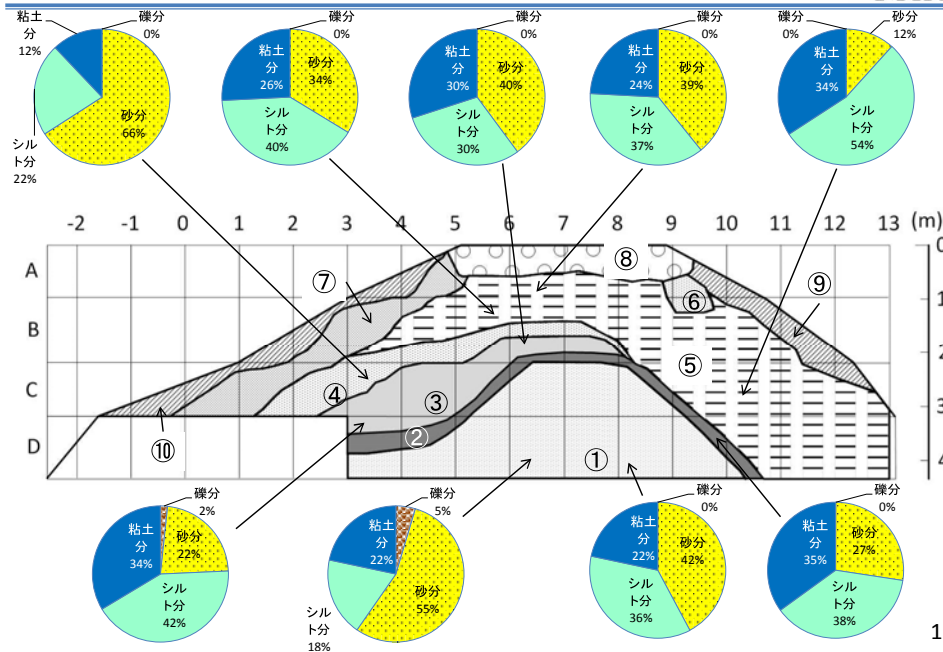 粘土
分
12%
礫分
0%
砂分
66%
シル
ト分
22%
礫分
0%
粘土
分
26%
砂分
34%
シル
ト分
40%
礫分
0%
粘土
分
30%
砂分
40%
シル
ト分
30%
礫分
0%
粘土
分
24%
砂分
39%
シル
ト分
37%
礫分
0%
砂分
12%
粘土
分
34%
シル
ト分
54%
-2 -1 0 1 2 3 4 5 6 7 8 9 10 11 12 13 (m)
A
B
C
D
0
1
2
3
4
⑧
⑦
⑥
⑨
⑤
④
③
②
⑩
①
礫分
2%
粘土
分
34%
砂分
22%
シル
ト分
42%
礫分
5%
粘土
分
22%
砂分
55%
シル
ト分
18%
礫分
0%
粘土
分
22%
砂分
42%
シル
ト分
36%
礫分
0%
粘土
分
35%
砂分
27%
シル
ト分
38%
1